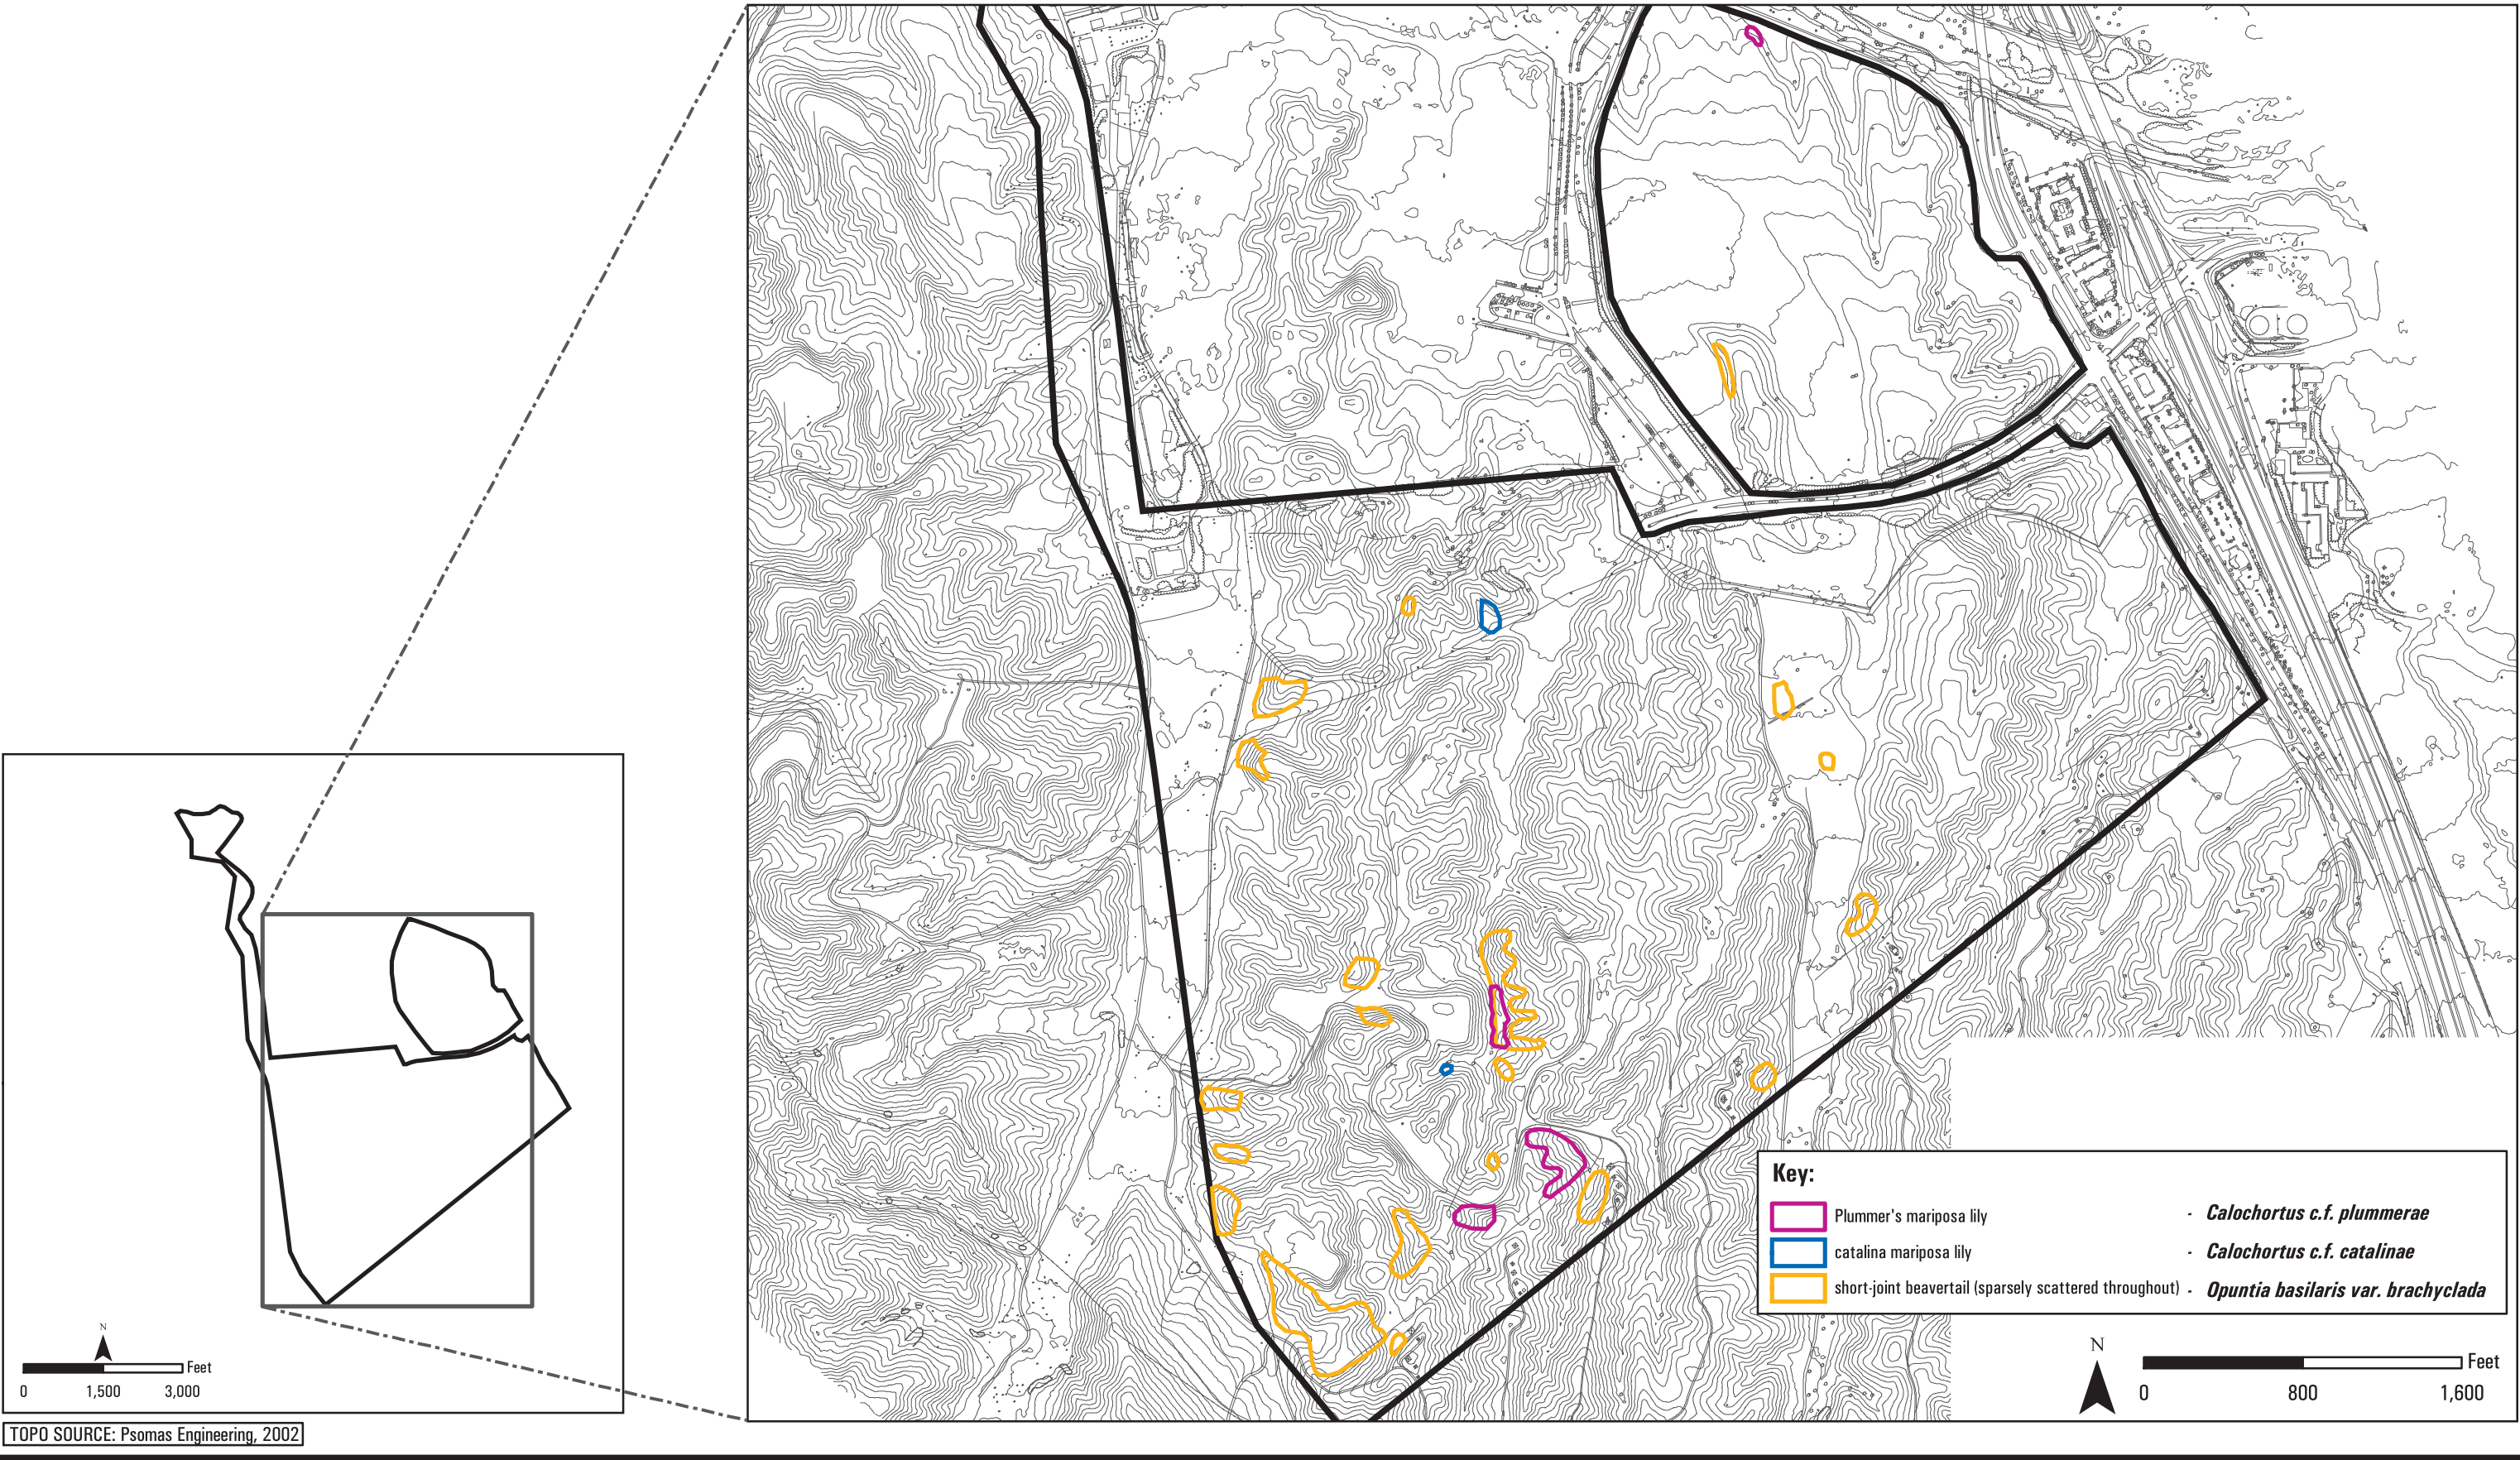 N
Feet
0 1,500 3,000
TOPO SOURCE: Psomas Engineering, 2002
Key:
Plummer's mariposa lily - Calochortus c.f. plummerae
catalina mariposa lily - Calochortus c.f. catalinae
short-joint beavertail (sparsely scattered throughout) - Opuntia basilaris var. brachyclada
N
Feet
0 800 1,600